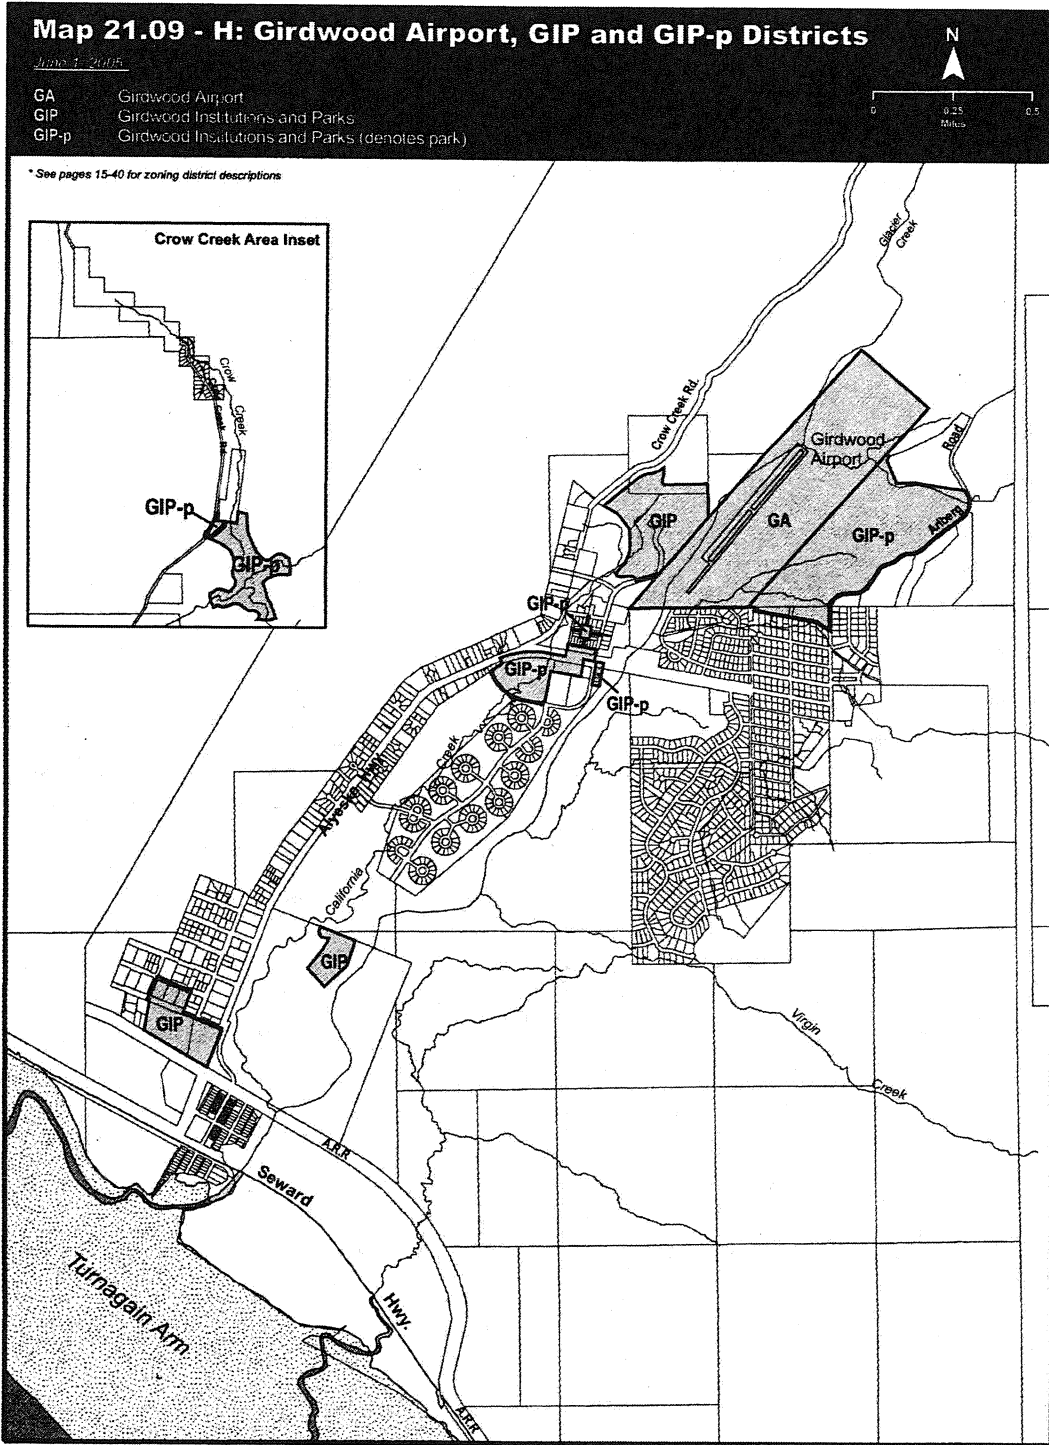 Map 21.09 - H: Girdwood Airport, GIP and GIP-p Districts
June 1, 2005
GA Girdwood Airport
GIP Girdwood Institutions and Parks
GIP-p Girdwood Institutions and Parks (denotes park)
N
0 0.25 0.5
Miles
* See pages 15-40 for zoning district descriptions
Crow Creek Area Inset
Crow
Creek
Crow Creek Rd.
GIP-p
GIP-p
Glacier
Creek
Crow Creek Rd.
Girdwood
Airport
Road
Arlberg
GIP
GA
GIP-p
GIP-p
GIP-p
GIP-p
Creek
Alyeska Hwy
California
GIP
GIP
Virgin
Creek
A.R.R
Seward
Hwy.
Turnagain Arm
A.R.R